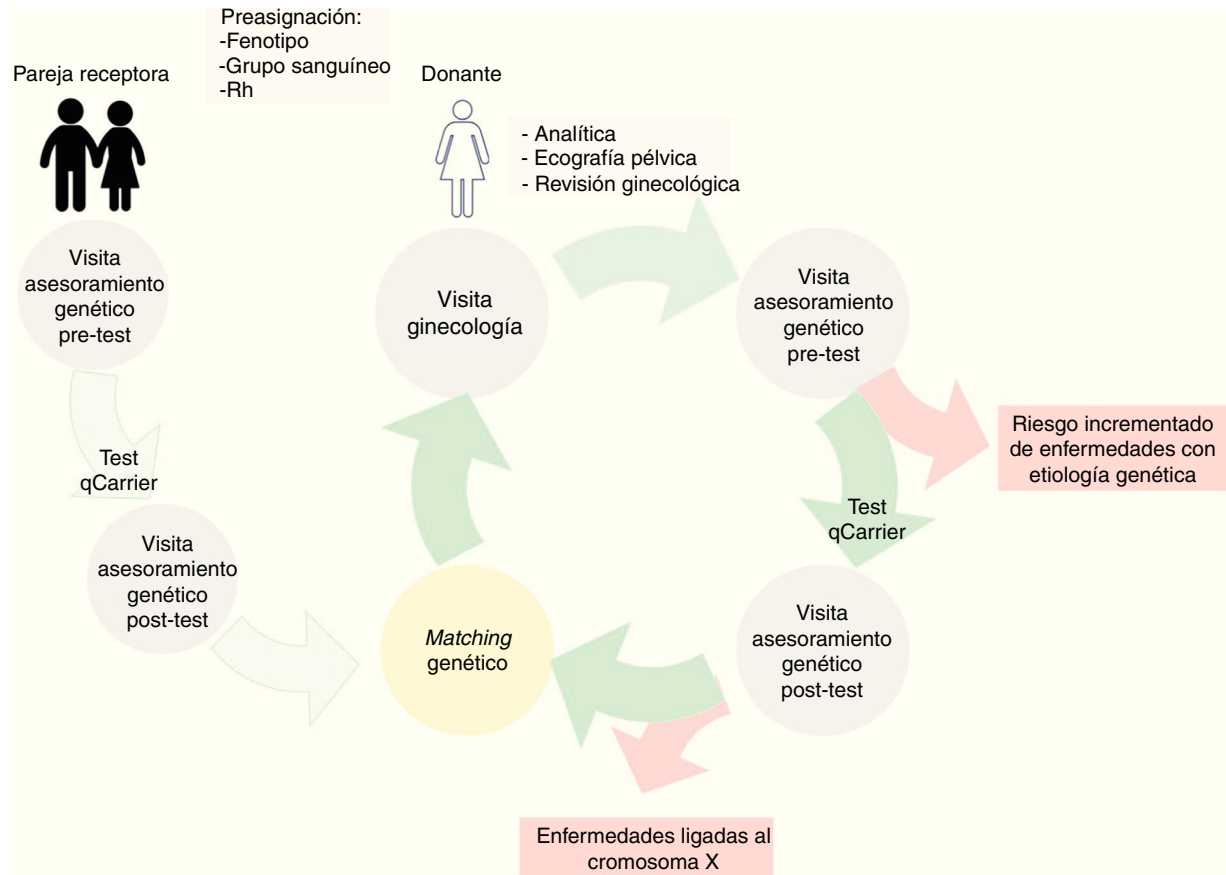 Preasignación:
-Fenotipo
-Grupo sanguíneo
-Rh
Pareja receptora
Donante
- Analítica
- Ecografía pélvica
- Revisión ginecológica
Visita
asesoramiento
genético
pre-test
Visita
ginecología
Visita
asesoramiento
genético
pre-test
Riesgo incrementado
de enfermedades con
etiología genética
Test
qCarrier
Test
qCarrier
Visita
asesoramiento
genético
post-test
Matching
genético
Visita
asesoramiento
genético
post-test
Enfermedades ligadas al
cromosoma X